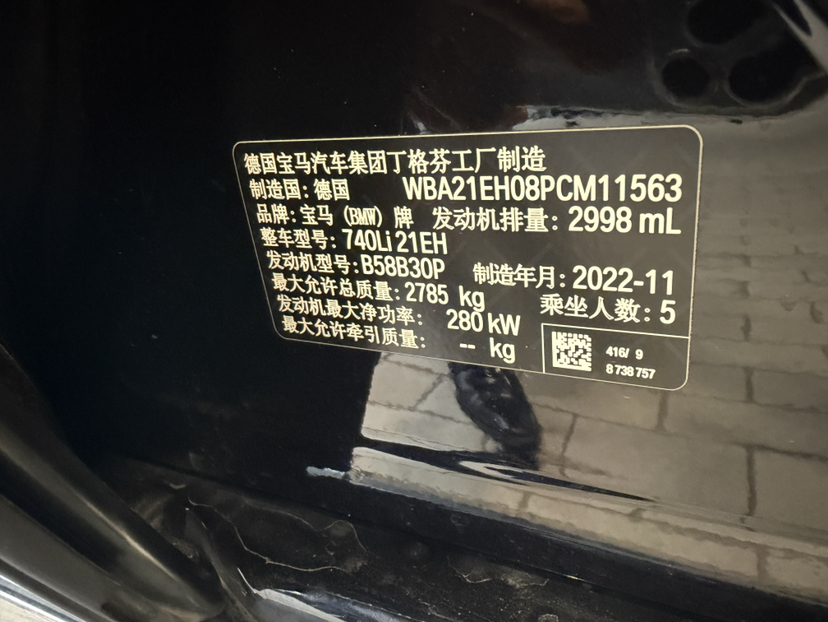 德国宝马汽车集团丁格芬工厂制造
制造国: 德国 WBA21EH08PCM11563
品牌: 宝马 (BMW) 牌 发动机排量: 2998 mL
整车型号: 740Li 21EH
发动机型号: B58B30P 制造年月: 2022-11
最大允许总质量: 2785 kg 乘坐人数: 5
发动机最大净功率: 280 kW
最大允许牵引质量: -- kg
416/ 9
8 738 757